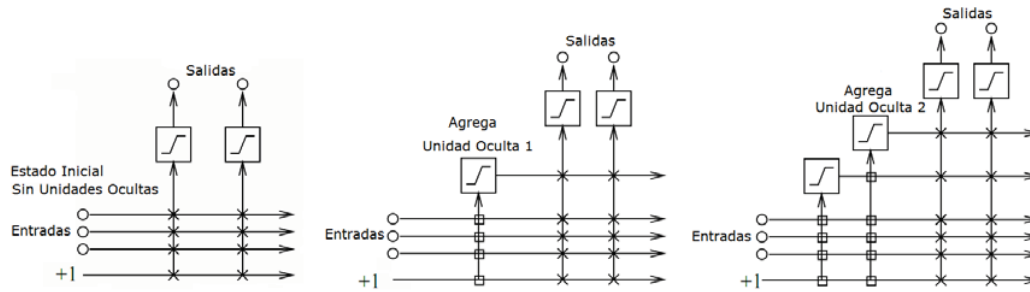 Salidas
Estado Inicial
Sin Unidades Ocultas
Entradas
+1
Salidas
Agrega
Unidad Oculta 1
Entradas
+1
Salidas
Agrega
Unidad Oculta 2
Entradas
+1